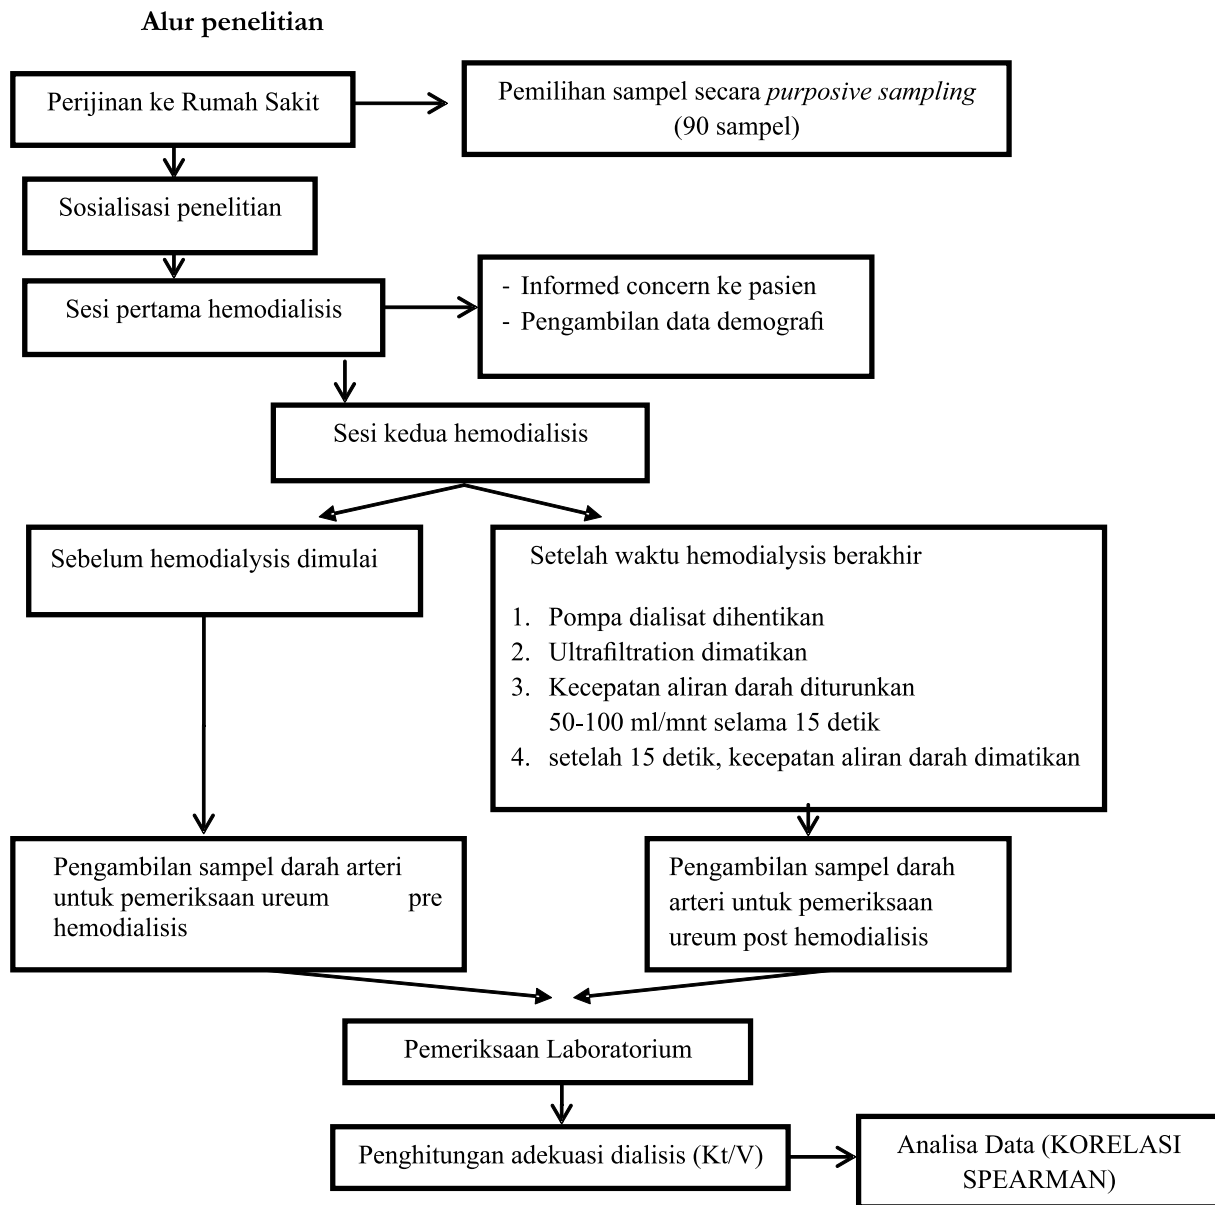 Alur penelitian
Perijinan ke Rumah Sakit
Pemilihan sampel secara purposive sampling
(90 sampel)
Sosialisasi penelitian
Sesi pertama hemodialisis
- Informed concern ke pasien
- Pengambilan data demografi
Sesi kedua hemodialisis
Sebelum hemodialysis dimulai
Setelah waktu hemodialysis berakhir
1. Pompa dialisat dihentikan
2. Ultrafiltration dimatikan
3. Kecepatan aliran darah diturunkan
50-100 ml/mnt selama 15 detik
4. setelah 15 detik, kecepatan aliran darah dimatikan
Pengambilan sampel darah arteri
untuk pemeriksaan ureum pre
hemodialisis
Pengambilan sampel darah
arteri untuk pemeriksaan
ureum post hemodialisis
Pemeriksaan Laboratorium
Penghitungan adekuasi dialisis (Kt/V)
Analisa Data (KORELASI
SPEARMAN)